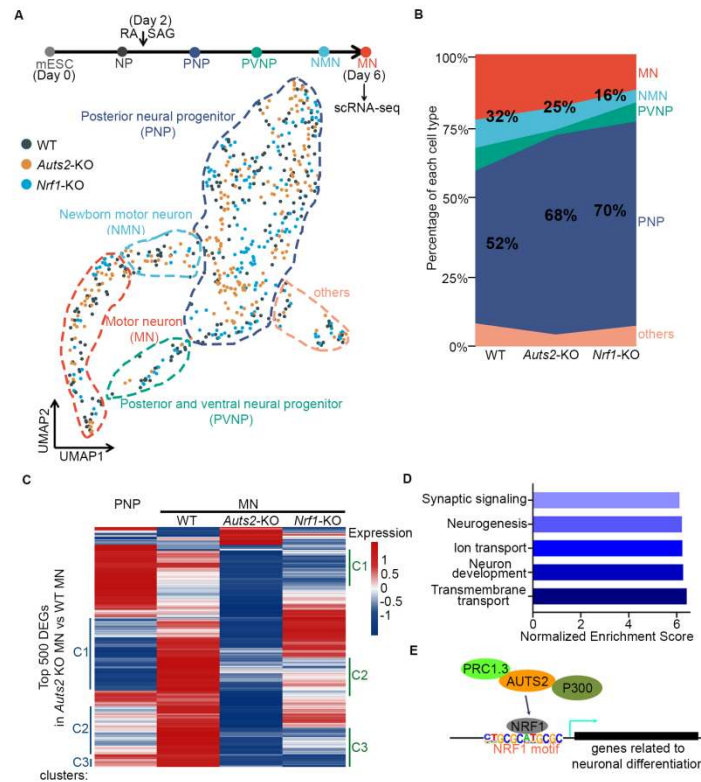 A
(Day 2)
RA SAG
mESC
(Day 0)
NP
PNP
PVNP
NMN
MN
(Day 6)
scRNA-seq
WT
Auts2-KO
Nrf1-KO
Posterior neural progenitor
(PNP)
Newborn motor neuron
(NMN)
others
Motor neuron
(MN)
Posterior and ventral neural progenitor
(PVNP)
UMAP2
UMAP1
B
Percentage of each cell type
100%
75%
50%
25%
0%
32%
25%
16%
52%
68%
70%
MN
NMN
PVNP
PNP
others
WT
Auts2-KO
Nrf1-KO
C
PNP
MN
WT
Auts2-KO
Nrf1-KO
Top 500 DEGs
in Auts2 KO MN vs WT MN
C1
C2
C3
clusters:
C1
C2
C3
Expression
1
0.5
0
-0.5
-1
D
Synaptic signaling
Neurogenesis
Ion transport
Neuron
development
Transmembrane
transport
0
2
4
6
Normalized Enrichment Score
E
PRC1.3
AUTS2
P300
NRF1
CTGCGCATGCGC
NRF1 motif
genes related to
neuronal differentiation